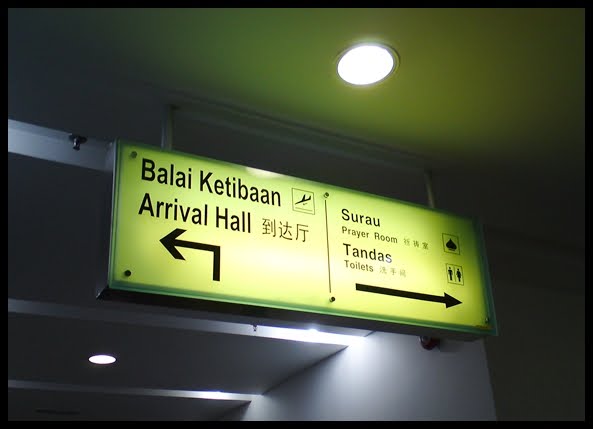 Balai Ketibaan
Arrival Hall 到达厅
Surau
Prayer Room 祈祷室
Tandas
Toilets 洗手间